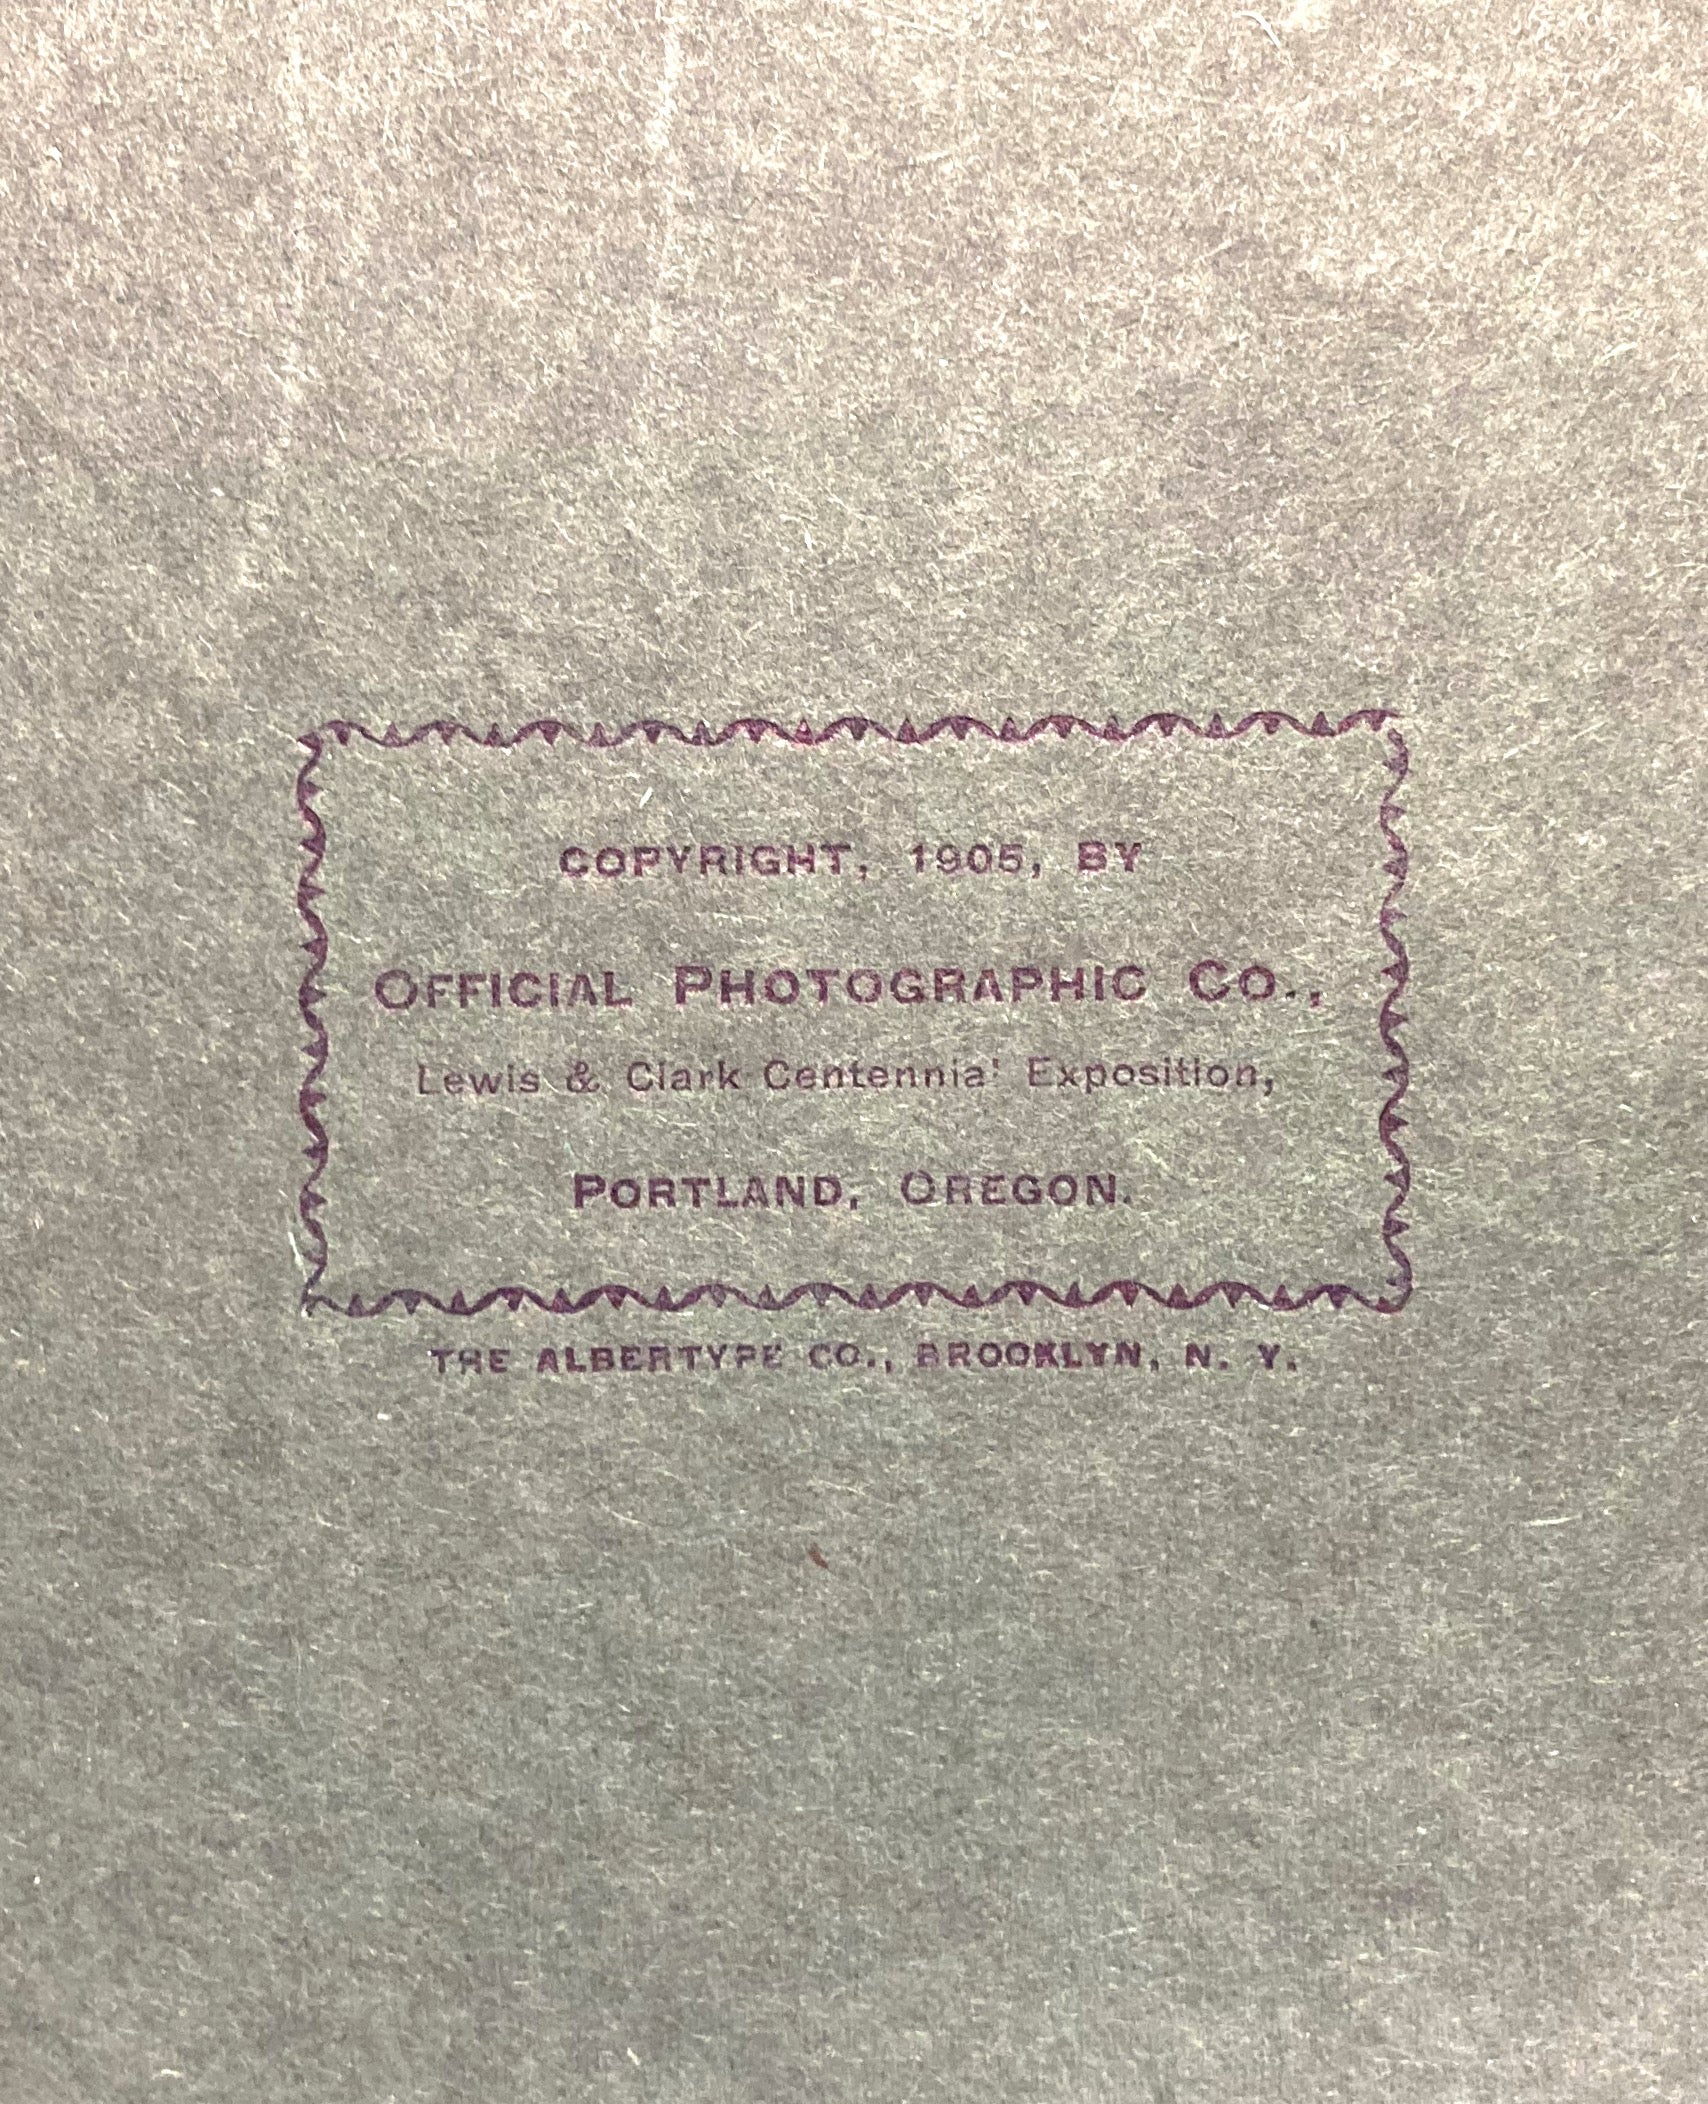 COPYRIGHT, 1905, BY
OFFICIAL PHOTOGRAPHIC CO.,
Lewis & Clark Centennial Exposition,
PORTLAND, OREGON.
THE ALBERTYPE CO., BROOKLYN, N. Y.